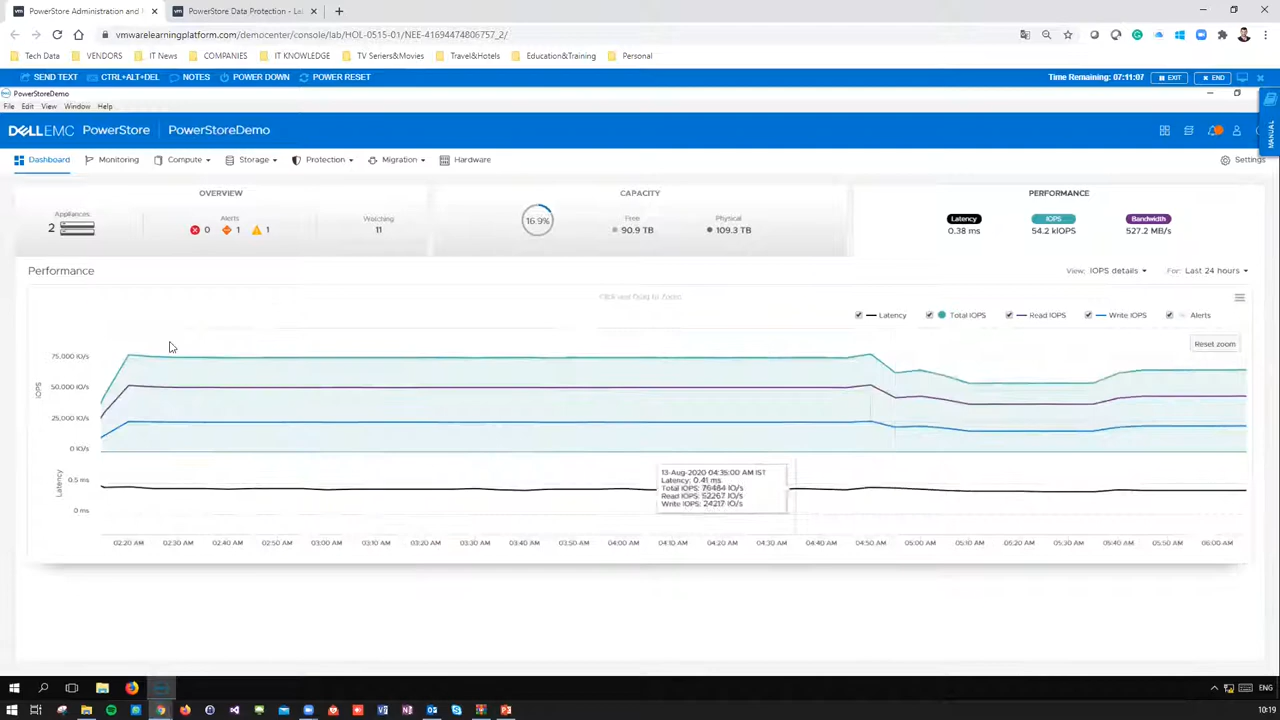 PowerStore Administration and M
PowerStore Data Protection - La
vmwarelearningplatform.com/democenter/console/lab/HOL-0515-01/NEE-41694474806757_2/
Tech Data
VENDORS
IT News
COMPANIES
IT KNOWLEDGE
TV Seriers&Movies
Travel&Hotels
Education&Training
Personal
SEND TEXT
CTRL+ALT+DEL
NOTES
POWER DOWN
POWER RESET
Time Remaining: 07:11:07
EXIT
END
PowerStoreDemo
File Edit View Window Help
MANUAL
DELLEMC PowerStore PowerStoreDemo
Dashboard
Monitoring
Compute
Storage
Protection
Migration
Hardware
Settings
OVERVIEW
Appliances
2
Alerts
0 1 1
Watching
11
CAPACITY
16.9%
Free
90.9 TB
Physical
109.3 TB
PERFORMANCE
Latency
0.38 ms
IOPS
54.2 kIOPS
Bandwidth
527.2 MB/s
Performance
View: IOPS details
For: Last 24 hours
Click and Drag to Zoom
Latency
Total IOPS
Read IOPS
Write IOPS
Alerts
Reset zoom
75,000 IO/s
50,000 IO/s
25,000 IO/s
0 IO/s
IOPS
0.5 ms
0 ms
Latency
13-Aug-2020 04:35:00 AM IST
Latency: 0.41 ms
Total IOPS: 76484 IO/s
Read IOPS: 52267 IO/s
Write IOPS: 24217 IO/s
02:20 AM 02:30 AM 02:40 AM 02:50 AM 03:00 AM 03:10 AM 03:20 AM 03:30 AM 03:40 AM 03:50 AM 04:00 AM 04:10 AM 04:20 AM 04:30 AM 04:40 AM 04:50 AM 05:00 AM 05:10 AM 05:20 AM 05:30 AM 05:40 AM 05:50 AM 06:00 AM
ENG
ENG
10:19